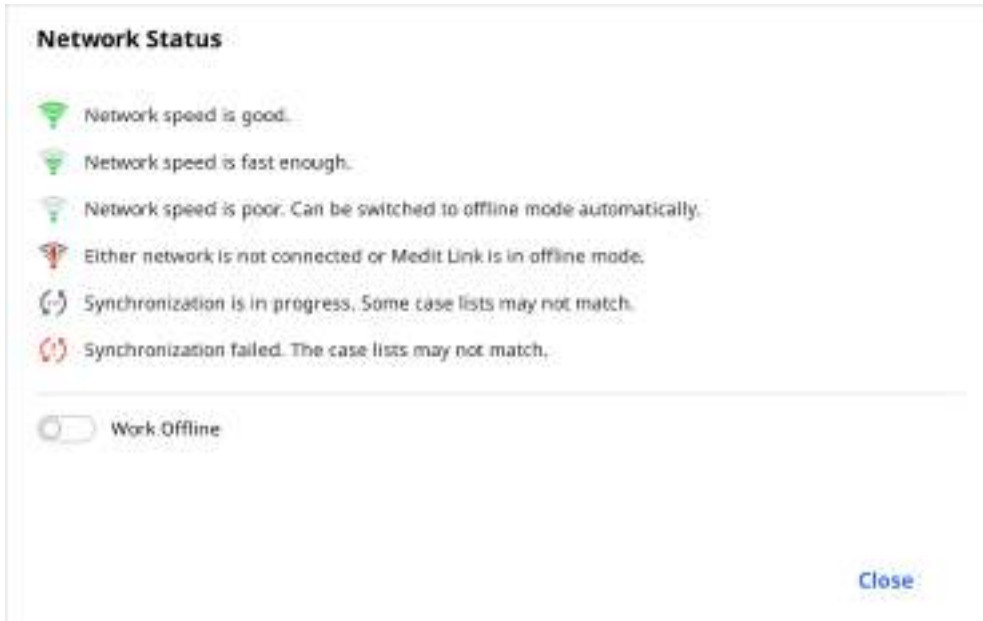 Network Status
Network speed is good.
Network speed is fast enough.
Network speed is poor. Can be switched to offline mode automatically.
Either network is not connected or Medit Link is in offline mode.
Synchronization is in progress. Some case lists may not match.
Synchronization failed. The case lists may not match.
Work Offline
Close